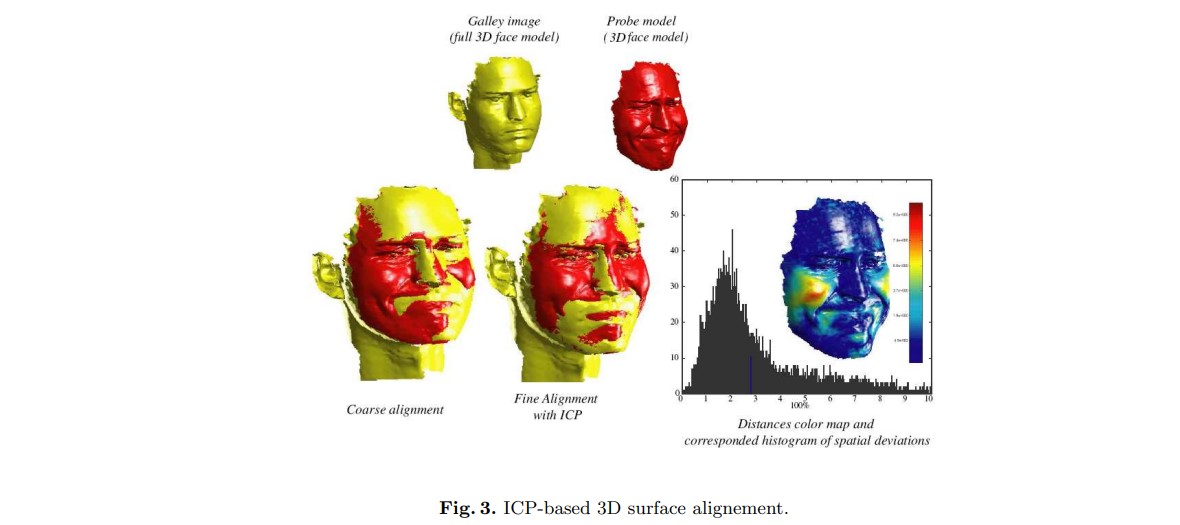 Galley image
(full 3D face model)
Probe model
( 3D face model)
60
50
40
30
20
10
0
0 1 2 3 4 5 6 7 8 9 10
100%
Coarse alignment
Fine Alignment
with ICP
Distances color map and
corresponded histogram of spatial deviations
Fig. 3. ICP-based 3D surface alignement.